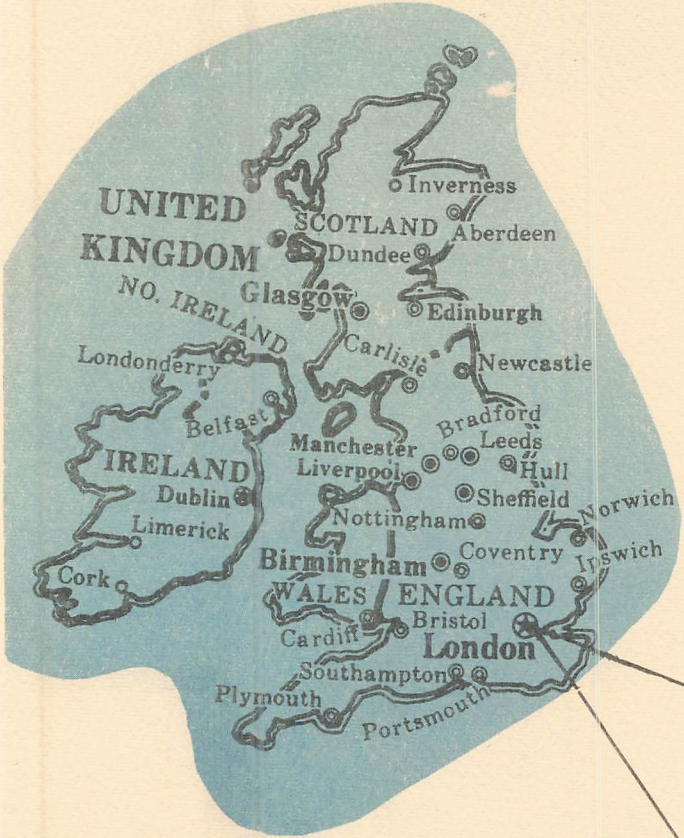 Inverness
UNITED
KINGDOM
SCOTLAND
Aberdeen
Dundee
NO. IRELAND
Glasgow
Edinburgh
Carlisle
Londonderry
Newcastle
Belfast
Bradford
Manchester
Leeds
IRELAND
Liverpool
Hull
Dublin
Sheffield
Norwich
Limerick
Nottingham
Birmingham
Coventry
Ipswich
Cork
WALES
ENGLAND
Cardiff
Bristol
London
Southampton
Plymouth
Portsmouth